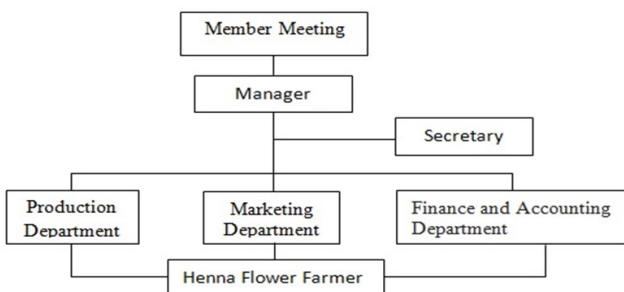 Member Meeting
Manager
Secretary
Production
Department
Marketing
Department
Finance and Accounting
Department
Henna Flower Farmer